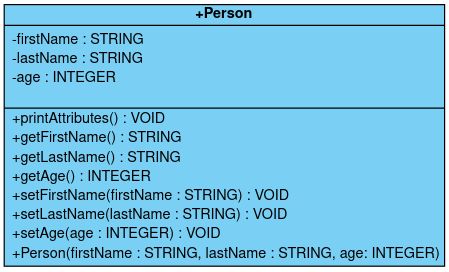 +Person
-firstName : STRING
-lastName : STRING
-age : INTEGER
+printAttributes() : VOID
+getFirstName() : STRING
+getLastName() : STRING
+getAge() : INTEGER
+setFirstName(firstName : STRING) : VOID
+setLastName(lastName : STRING) : VOID
+setAge(age : INTEGER) : VOID
+Person(firstName : STRING, lastName : STRING, age: INTEGER)